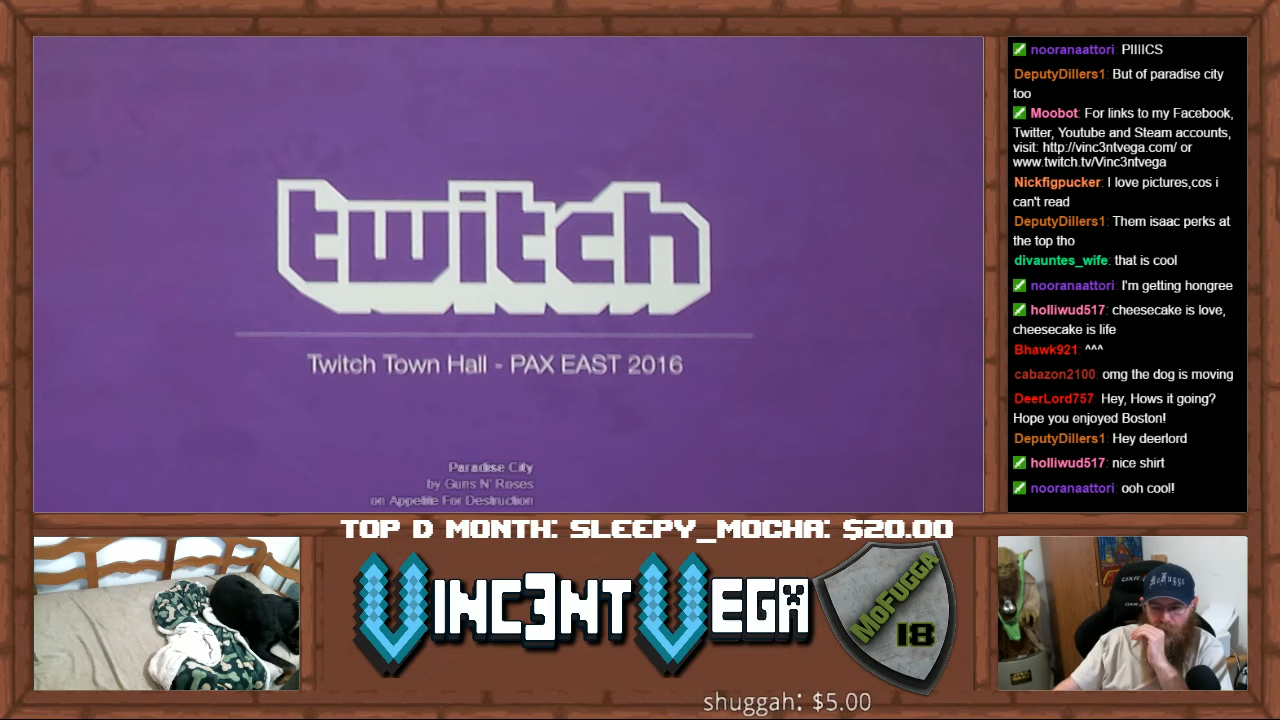 twitch
Twitch Town Hall - PAX EAST 2016
Paradise City
by Guns N' Roses
on Appetite For Destruction
nooranaattori: PIIIICS
DeputyDillers1: But of paradise city
too
Moobot: For links to my Facebook,
Twitter, Youtube and Steam accounts,
visit: http://vinc3ntvega.com/ or
www.twitch.tv/Vinc3ntvega
Nickfigpucker: I love pictures,cos i
can't read
DeputyDillers1: Them isaac perks at
the top tho
divauntes_wife: that is cool
nooranaattori: I'm getting hongree
holliwud517: cheesecake is love,
cheesecake is life
Bhawk921: ^^^
cabazon2100: omg the dog is moving
DeerLord757: Hey, Hows it going?
Hope you enjoyed Boston!
DeputyDillers1: Hey deerlord
holliwud517: nice shirt
nooranaattori: ooh cool!
TOP D MONTH: SLEEPY_MOCHA: $20.00
VINC3NT VEGA
MOFUGGA
18
MoFugga
shuggah: $5.00